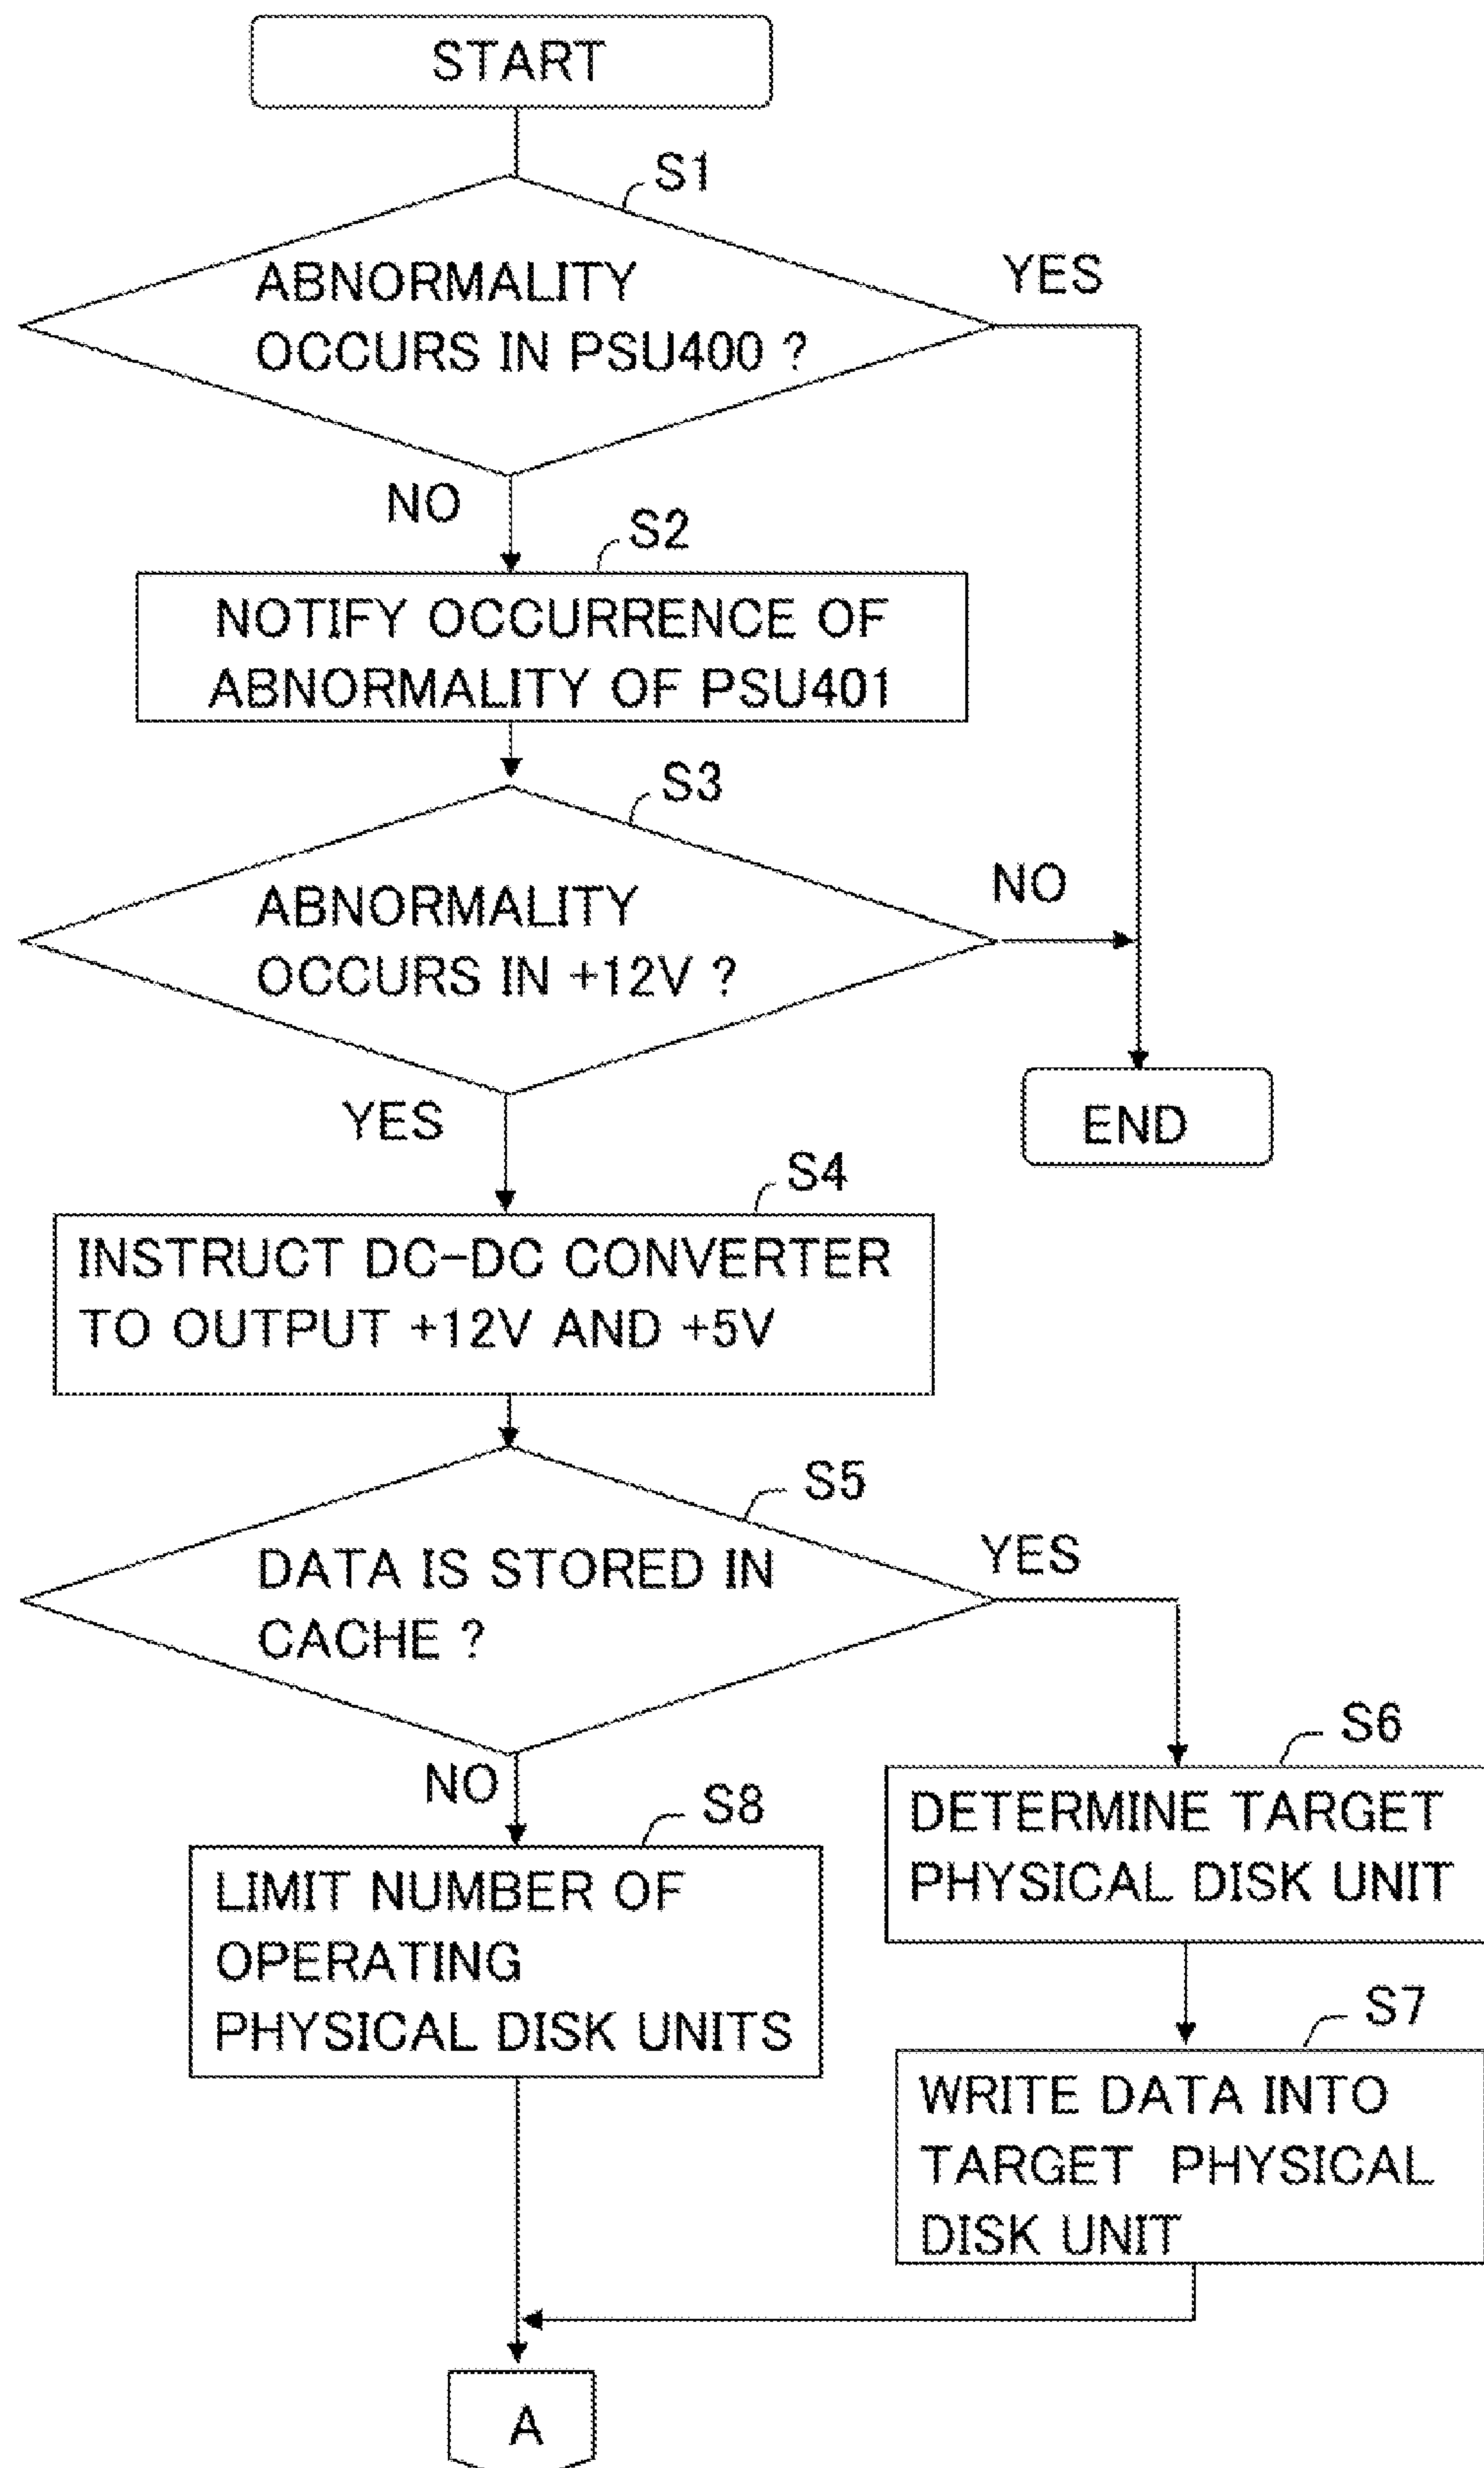 START
S1
ABNORMALITY
OCCURS IN PSU400 ?
YES
NO
S2
NOTIFY OCCURRENCE OF
ABNORMALITY OF PSU401
S3
ABNORMALITY
OCCURS IN +12V ?
NO
YES
END
S4
INSTRUCT DC-DC CONVERTER
TO OUTPUT +12V AND +5V
S5
DATA IS STORED IN
CACHE ?
YES
NO
S6
DETERMINE TARGET
PHYSICAL DISK UNIT
S8
LIMIT NUMBER OF
OPERATING
PHYSICAL DISK UNITS
S7
WRITE DATA INTO
TARGET PHYSICAL
DISK UNIT
A